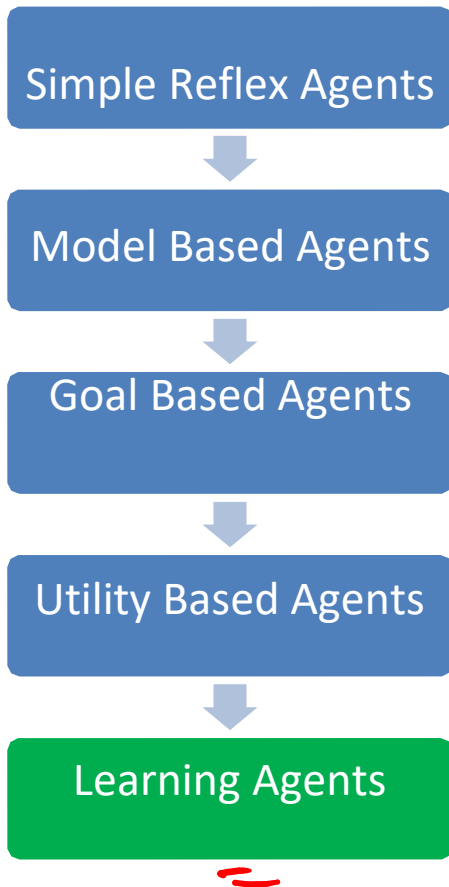 Simple Reflex Agents
Model Based Agents
Goal Based Agents
Utility Based Agents
Learning Agents